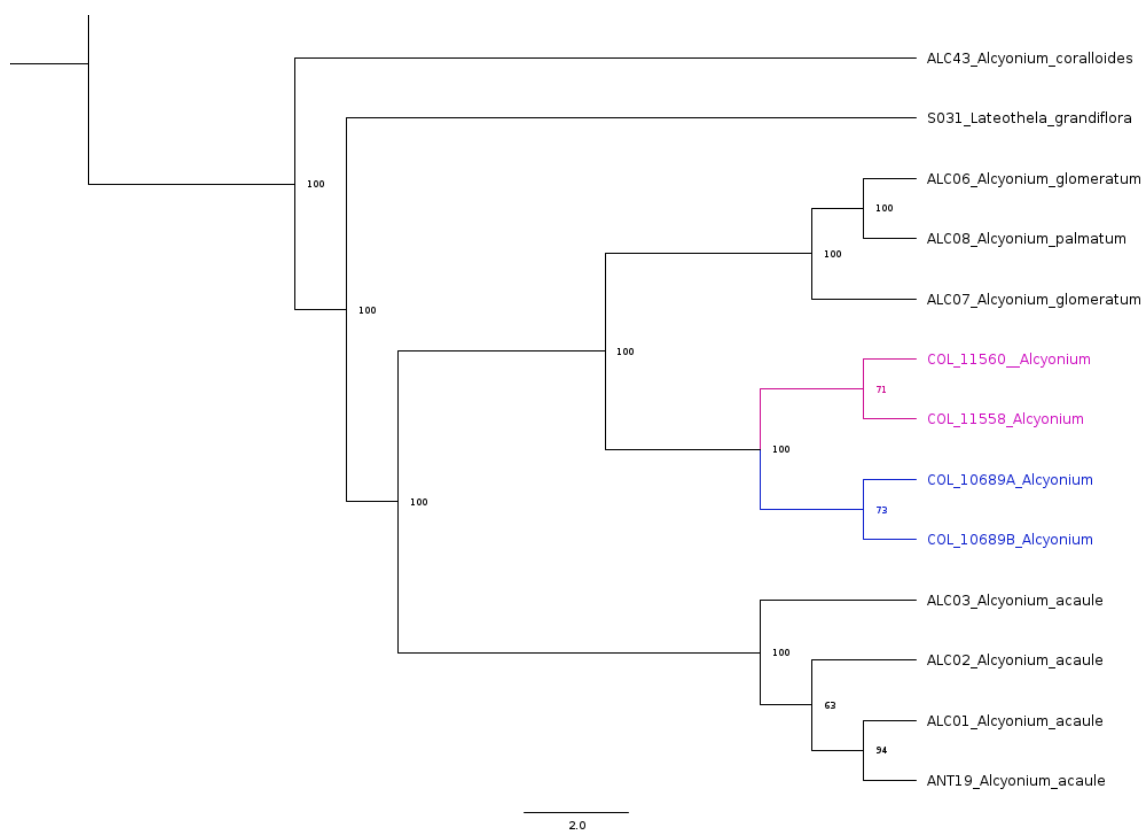 ALC43_Alcyonium_coralloides
S031_Lateothela_grandiflora
100
ALC06_Alcyonium_glomeratum
100
ALC08_Alcyonium_palmatum
100
ALC07_Alcyonium_glomeratum
100
100
COL_11560__Alcyonium
71
COL_11558_Alcyonium
100
COL_10689A_Alcyonium
100
73
COL_10689B_Alcyonium
ALC03_Alcyonium_acaule
100
ALC02_Alcyonium_acaule
63
ALC01_Alcyonium_acaule
94
ANT19_Alcyonium_acaule
2.0